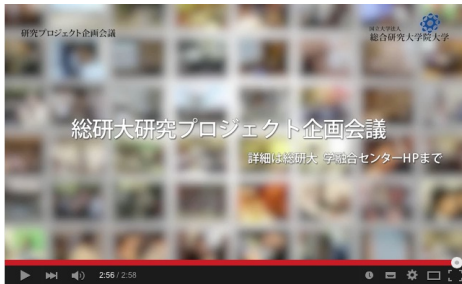 研究プロジェクト企画会議
国立大学法人
総合研究大学院大学
総研大研究プロジェクト企画会議
詳細は総研大 学融合センターHPまで
2:56 / 2:58